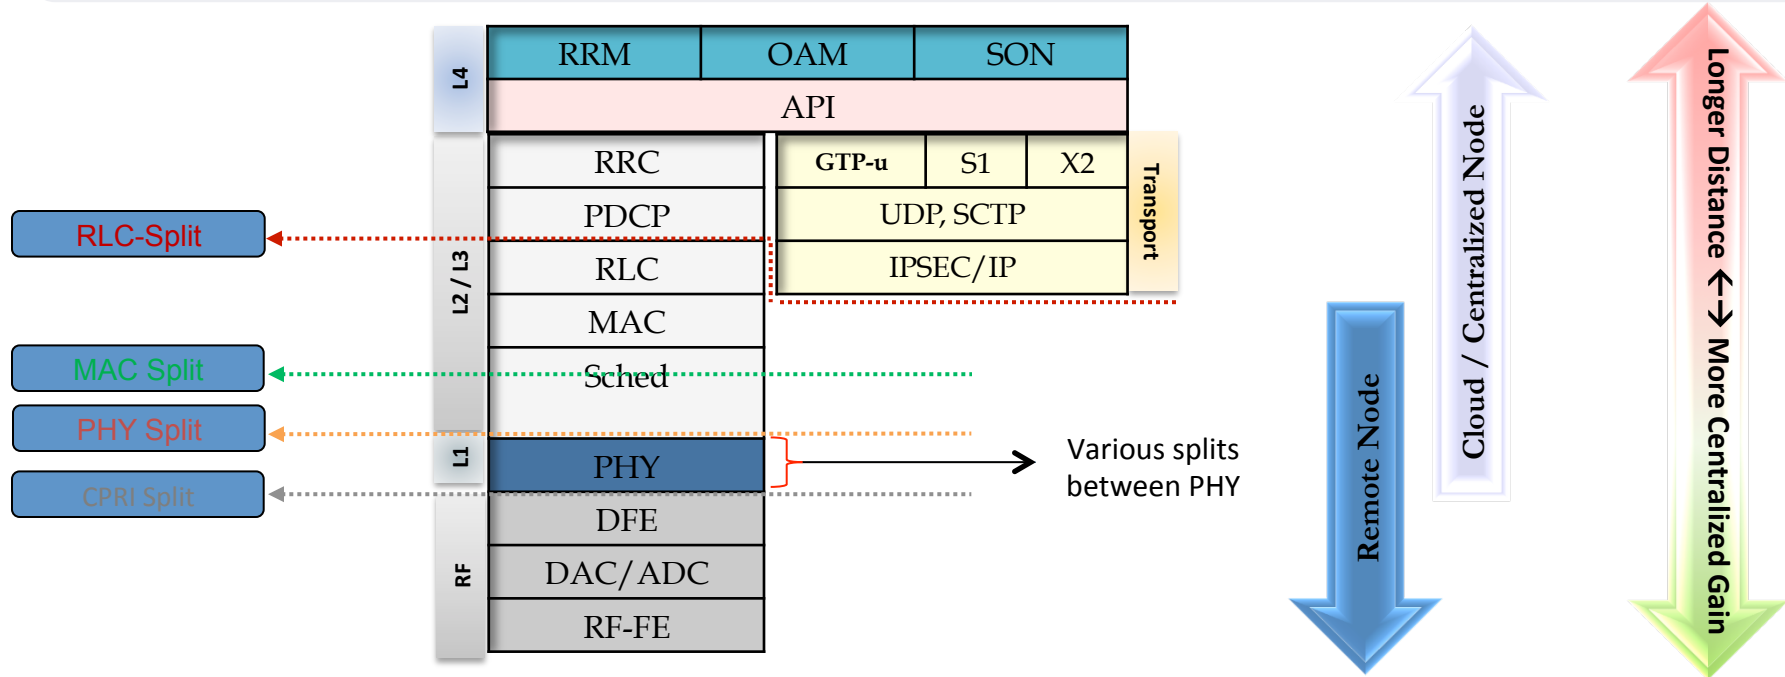 RRM
OAM
SON
L4
API
RRC
GTP-u
S1
X2
PDCP
UDP, SCTP
Transport
RLC-Split
L2 / L3
RLC
IPSEC/IP
MAC
MAC Split
Sched
PHY Split
L1
PHY
Various splits
between PHY
CPRI Split
DFE
RF
DAC/ADC
RF-FE
Remote Node
Cloud / Centralized Node
Longer Distance ←→ More Centralized Gain